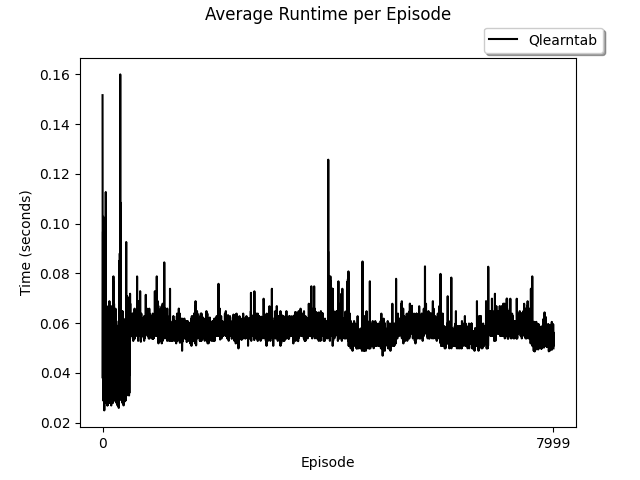 Average Runtime per Episode
Qlearntab
0.16
0.14
0.12
0.10
0.08
0.06
0.04
0.02
Time (seconds)
0
7999
Episode